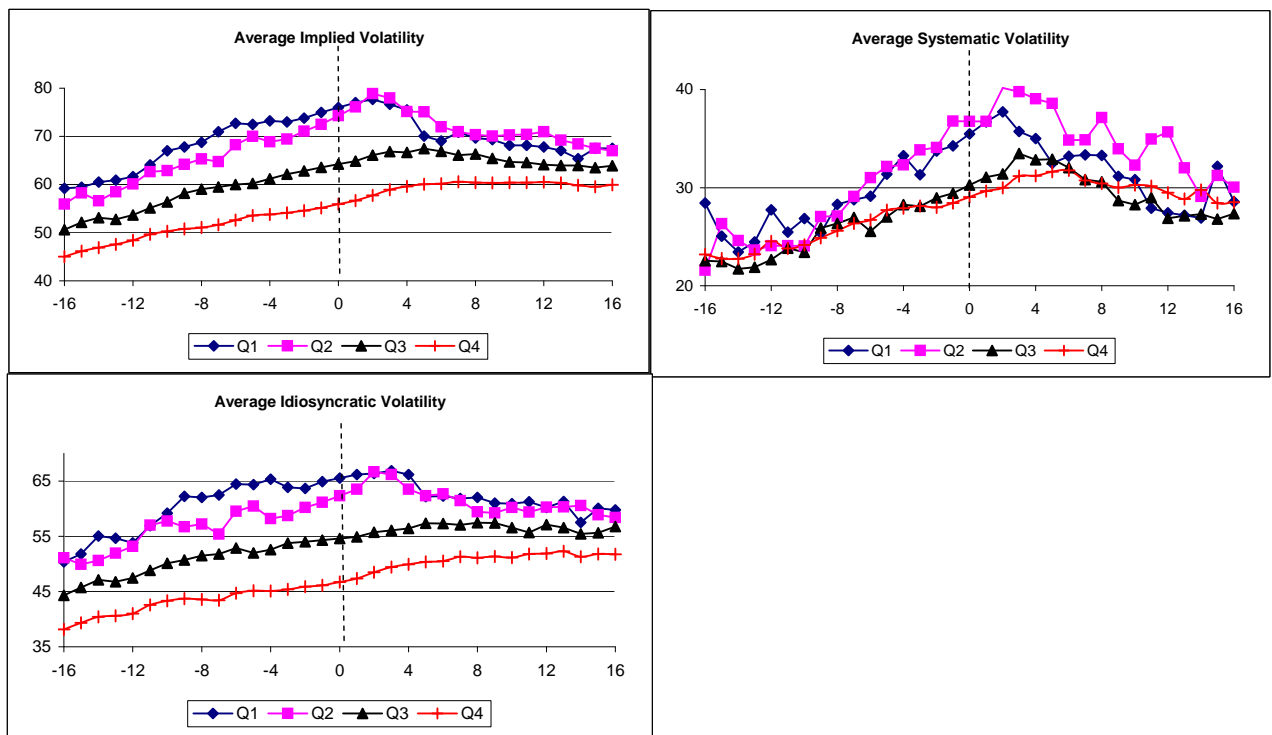 Average Implied Volatility
80
70
60
50
40
-16 -12 -8 -4 0 4 8 12 16
Q1 Q2 Q3 Q4
Average Systematic Volatility
40
30
20
-16 -12 -8 -4 0 4 8 12 16
Q1 Q2 Q3 Q4
Average Idiosyncratic Volatility
65
55
45
35
-16 -12 -8 -4 0 4 8 12 16
Q1 Q2 Q3 Q4